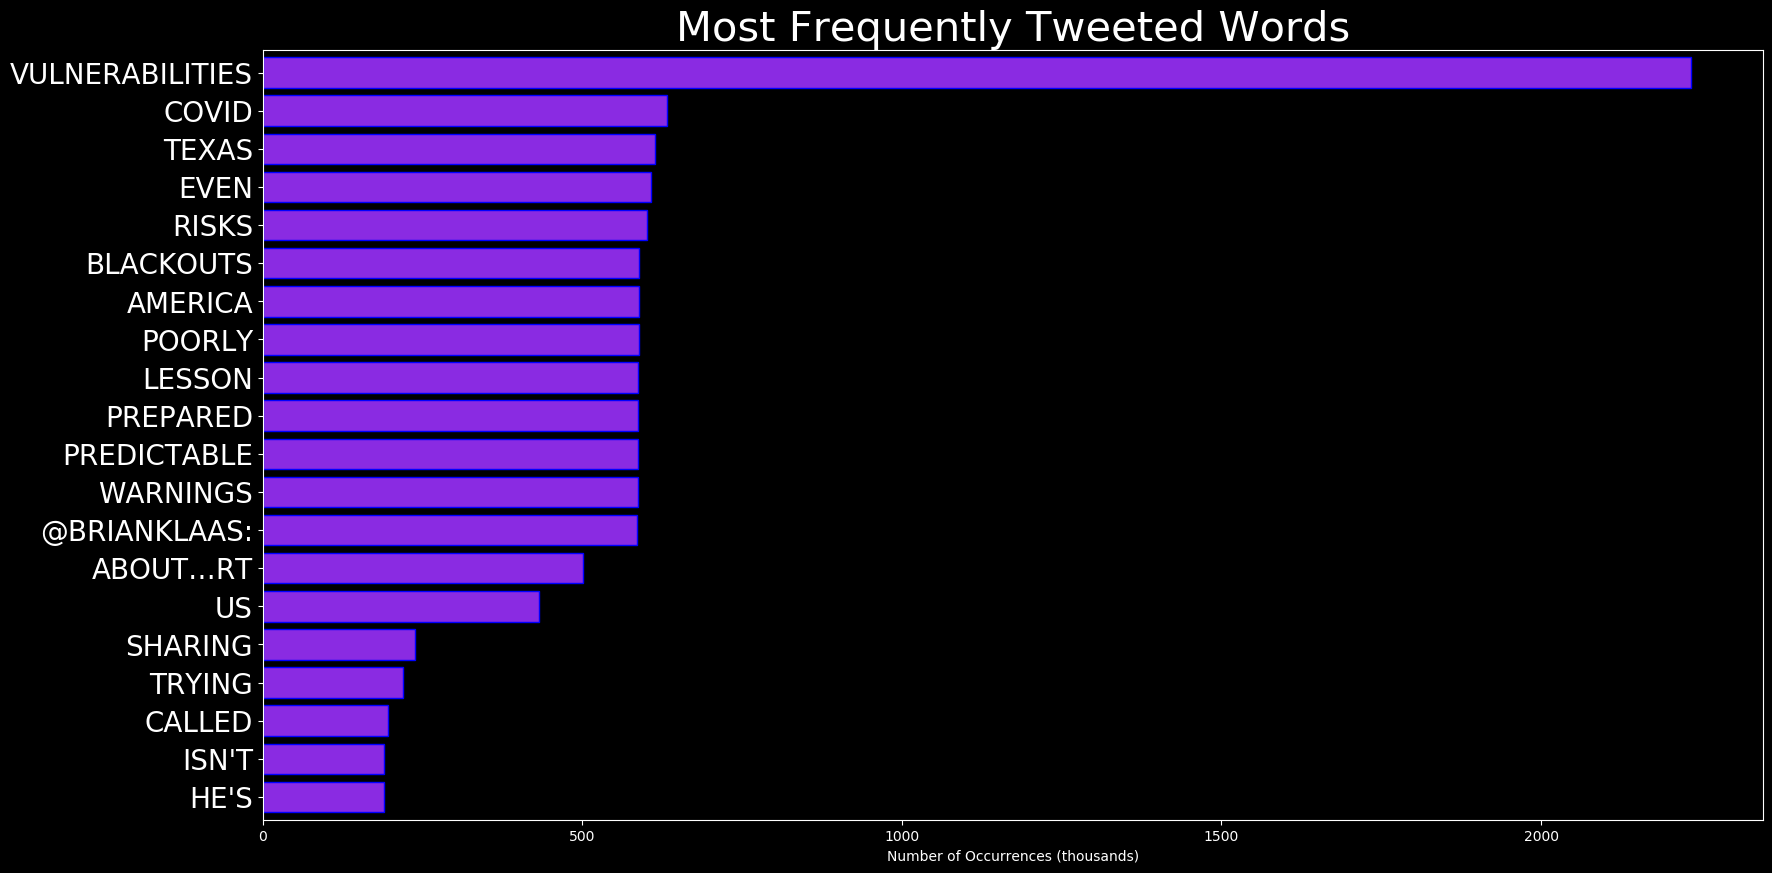 Most Frequently Tweeted Words
VULNERABILITIES
COVID
TEXAS
EVEN
RISKS
BLACKOUTS
AMERICA
POORLY
LESSON
PREPARED
PREDICTABLE
WARNINGS
@BRIANKLAAS:
ABOUT…RT
US
SHARING
TRYING
CALLED
ISN'T
HE'S
0 500 1000 1500 2000
Number of Occurrences (thousands)